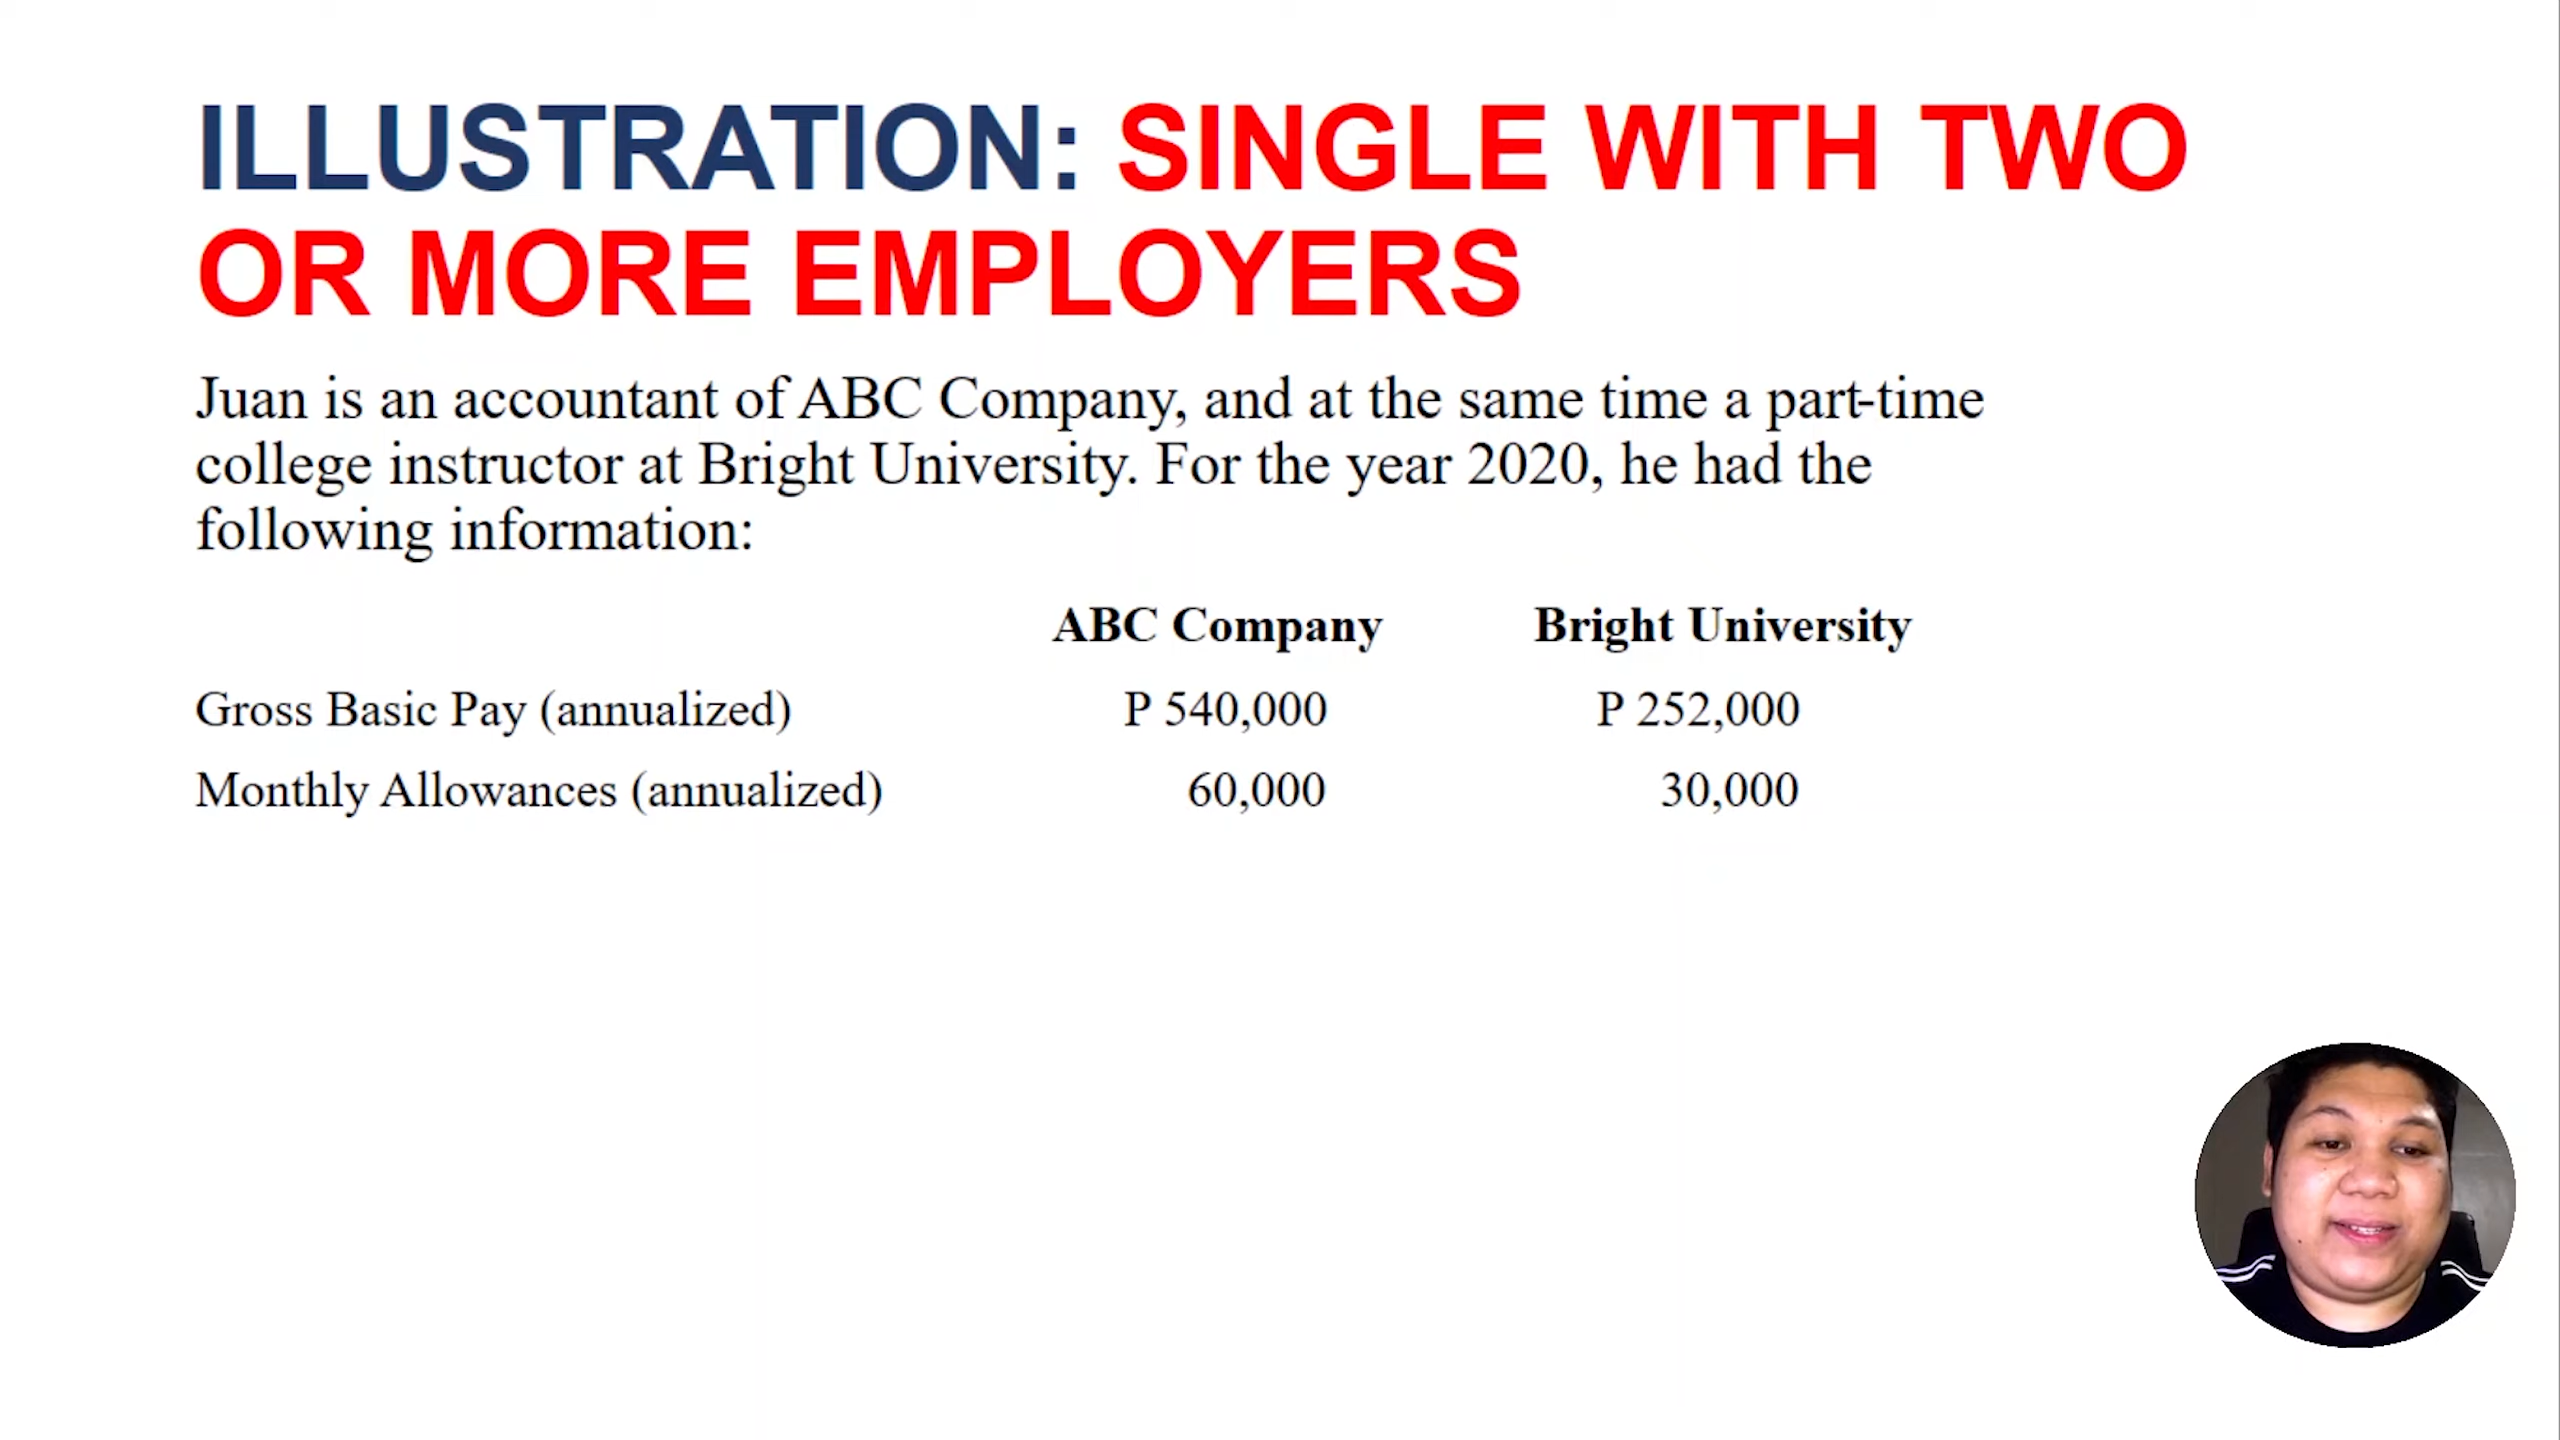 ILLUSTRATION: SINGLE WITH TWO
OR MORE EMPLOYERS
Juan is an accountant of ABC Company, and at the same time a part-time
college instructor at Bright University. For the year 2020, he had the
following information:
ABC Company Bright University
Gross Basic Pay (annualized) P 540,000 P 252,000
Monthly Allowances (annualized) 60,000 30,000